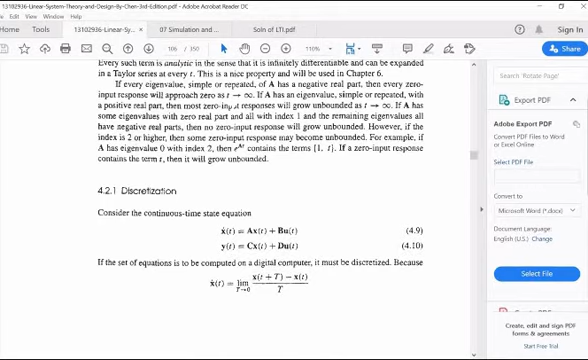 13102936-Linear-System-Theory-and-Design-By-Chen-3rd-Edition.pdf - Adobe Acrobat Reader DC
File Edit View Sign Window Help
Home Tools 13102936-Linear-Sy... 07 Simulation and ... Soln of LTI.pdf Sign In
106 / 350 110% Share
Every such term is analytic in the sense that it is infinitely differentiable and can be expanded
in a Taylor series at every t. This is a nice property and will be used in Chapter 6.
If every eigenvalue, simple or repeated, of A has a negative real part, then every zero-
input response will approach zero as t → ∞. If A has an eigenvalue, simple or repeated, with
a positive real part, then most zero-input responses will grow unbounded as t → ∞. If A has
some eigenvalues with zero real part and all with index 1 and the remaining eigenvalues all
have negative real parts, then no zero-input response will grow unbounded. However, if the
index is 2 or higher, then some zero-input response may become unbounded. For example, if
A has eigenvalue 0 with index 2, then e^At contains the terms {1, t}. If a zero-input response
contains the term t, then it will grow unbounded.
4.2.1 Discretization
Consider the continuous-time state equation
ẋ(t) = Ax(t) + Bu(t) (4.9)
y(t) = Cx(t) + Du(t) (4.10)
If the set of equations is to be computed on a digital computer, it must be discretized. Because
ẋ(t) = lim T→0 x(t + T) − x(t) / T
Search 'Rotate Page'
Export PDF
Adobe Export PDF
Convert PDF Files to Word
or Excel Online
Select PDF File
Convert to
Microsoft Word (*.docx)
Document Language:
English (U.S.) Change
Select File
Create, edit and sign PDF
forms & agreements
Start Free Trial